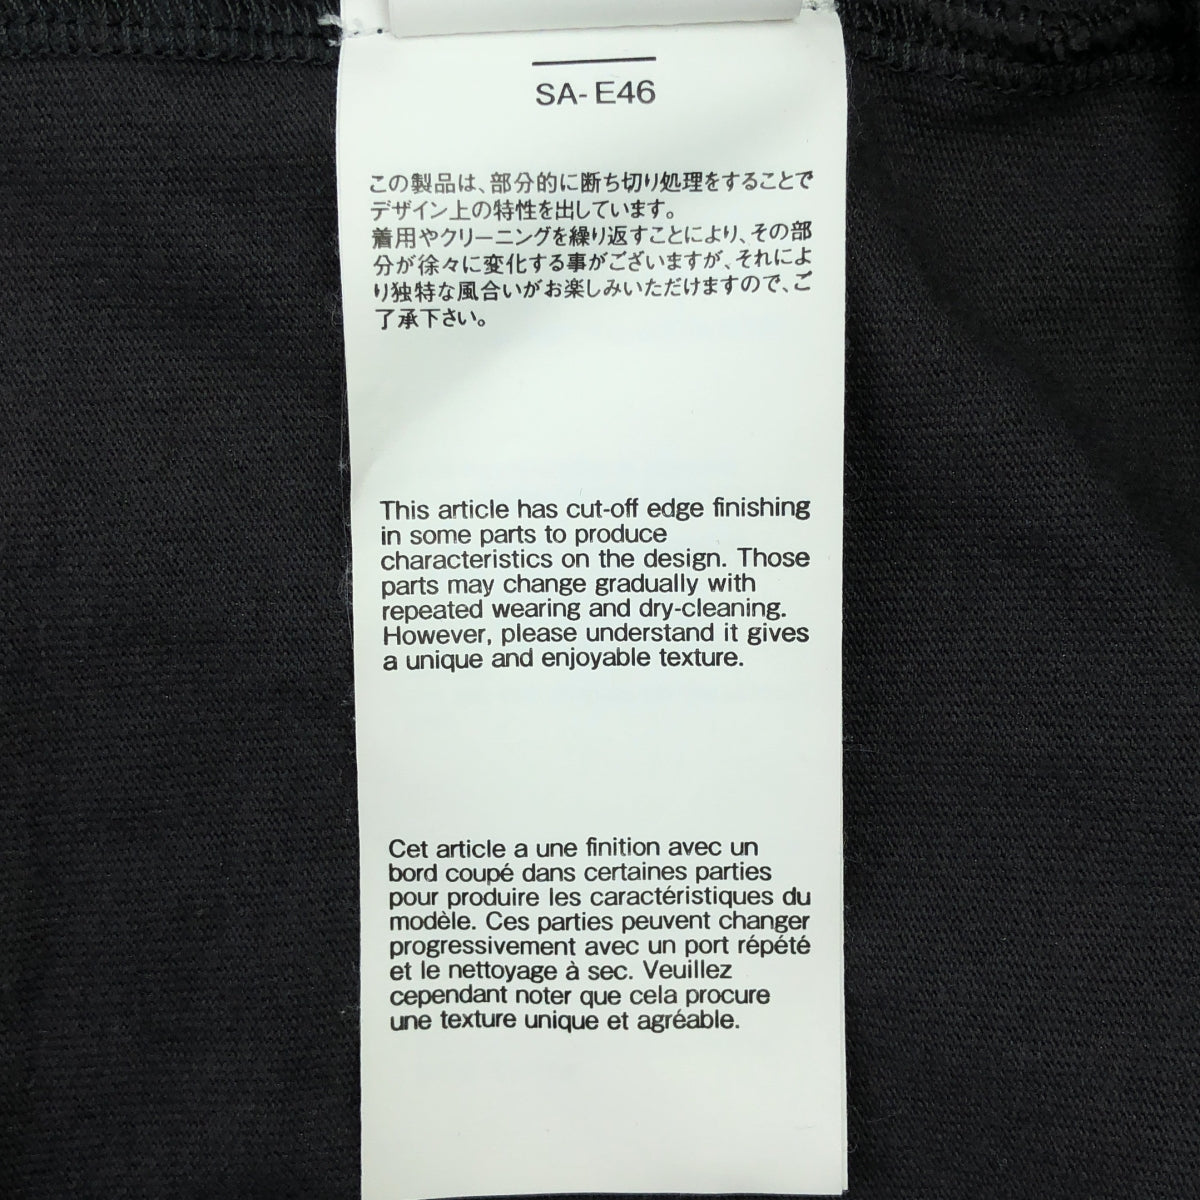 SA- E46
この製品は、部分的に断ち切り処理をすることで
デザイン上の特性を出しています。
着用やクリーニングを繰り返すことにより、その部
分が徐々に変化する事がございますが、それによ
り独特な風合いがお楽しみいただけますので、ご
了承下さい。
This article has cut-off edge finishing
in some parts to produce
characteristics on the design. Those
parts may change gradually with
repeated wearing and dry-cleaning.
However, please understand it gives
a unique and enjoyable texture.
Cet article a une finition avec un
bord coupé dans certaines parties
pour produire les caractéristiques du
modèle. Ces parties peuvent changer
progressivement avec un port répété
et le nettoyage à sec. Veuillez
cependant noter que cela procure
une texture unique et agréable.